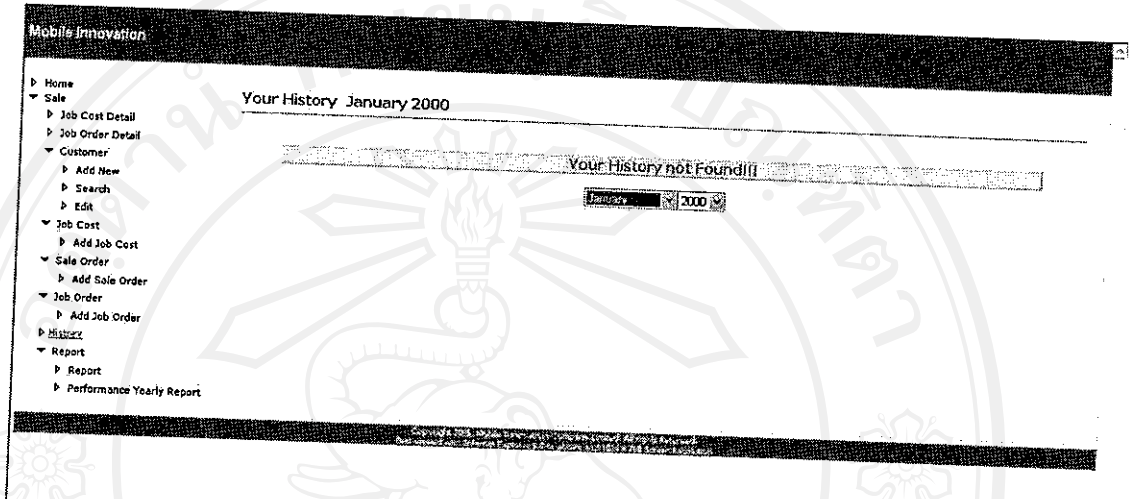 Mobile Innovation
Home
Sale
Job Cost Detail
Job Order Detail
Customer
Add New
Search
Edit
Job Cost
Add Job Cost
Sale Order
Add Sale Order
Job Order
Add Job Order
History
Report
Report
Performance Yearly Report
Your History January 2000
Your History not Found!!!
January 2000